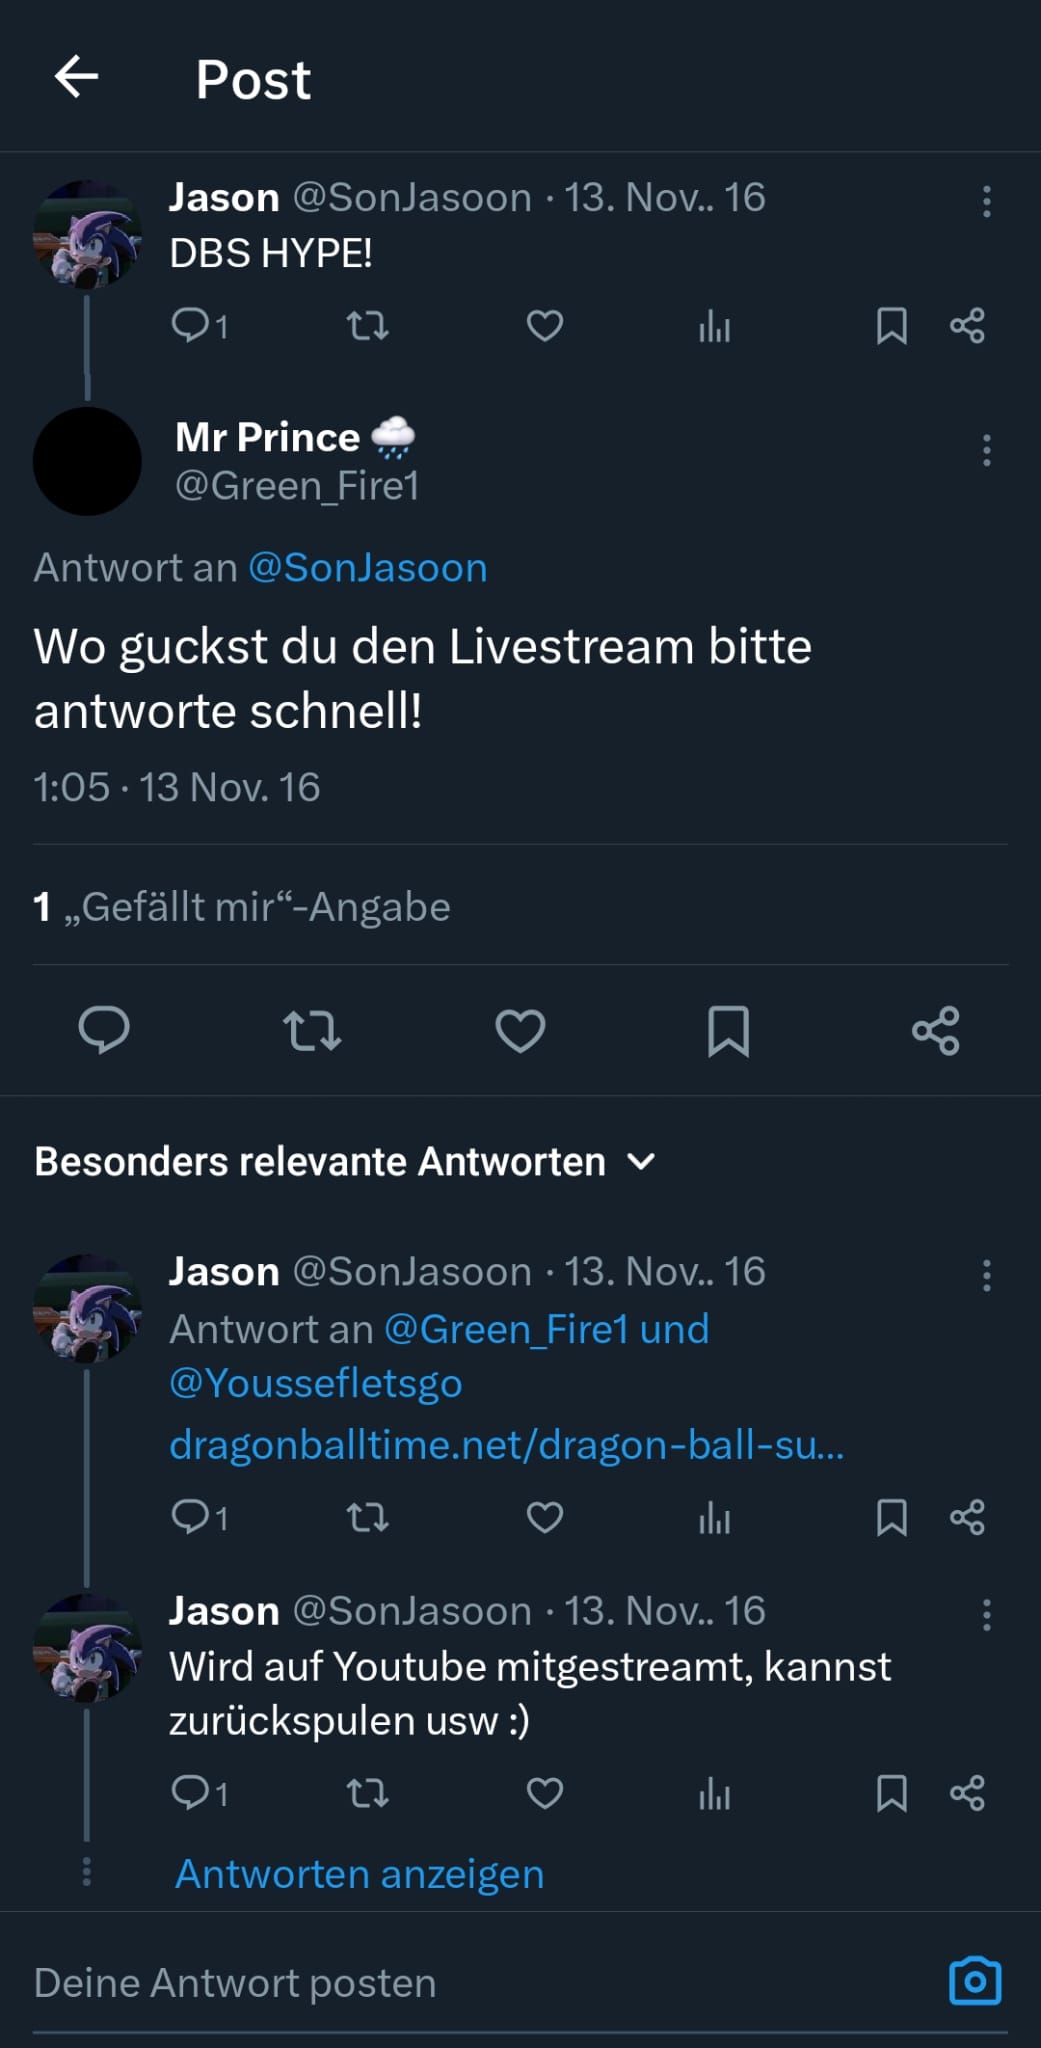 Post
Jason @SonJasoon · 13. Nov.. 16
DBS HYPE!
1
Mr Prince 🌧️
@Green_Fire1
Antwort an @SonJasoon
Wo guckst du den Livestream bitte
antworte schnell!
1:05 · 13 Nov. 16
1 „Gefällt mir“-Angabe
Besonders relevante Antworten
Jason @SonJasoon · 13. Nov.. 16
Antwort an @Green_Fire1 und
@Youssefletsgo
dragonballtime.net/dragon-ball-su...
1
Jason @SonJasoon · 13. Nov.. 16
Wird auf Youtube mitgestreamt, kannst
zurückspulen usw :)
1
Antworten anzeigen
Deine Antwort posten